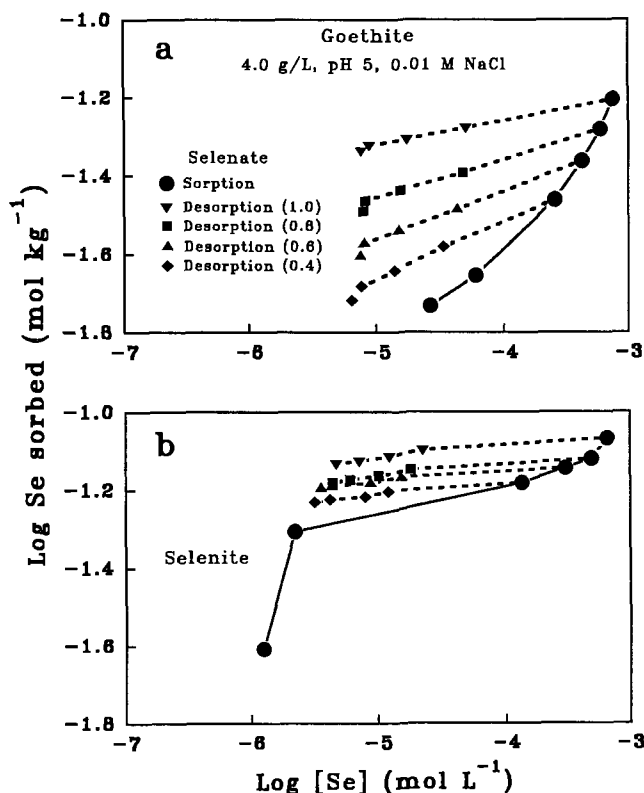 -1.0
a
Goethite
4.0 g/L, pH 5, 0.01 M NaCl
-1.2
Selenate
Sorption
-1.4
Desorption (1.0)
Desorption (0.8)
Desorption (0.6)
-1.6
Desorption (0.4)
-1.8
-7 -6 -5 -4 -3
Log Se sorbed (mol kg⁻¹)
-1.0
b
-1.2
-1.4
Selenite
-1.6
-1.8
-7 -6 -5 -4 -3
Log [Se] (mol L⁻¹)